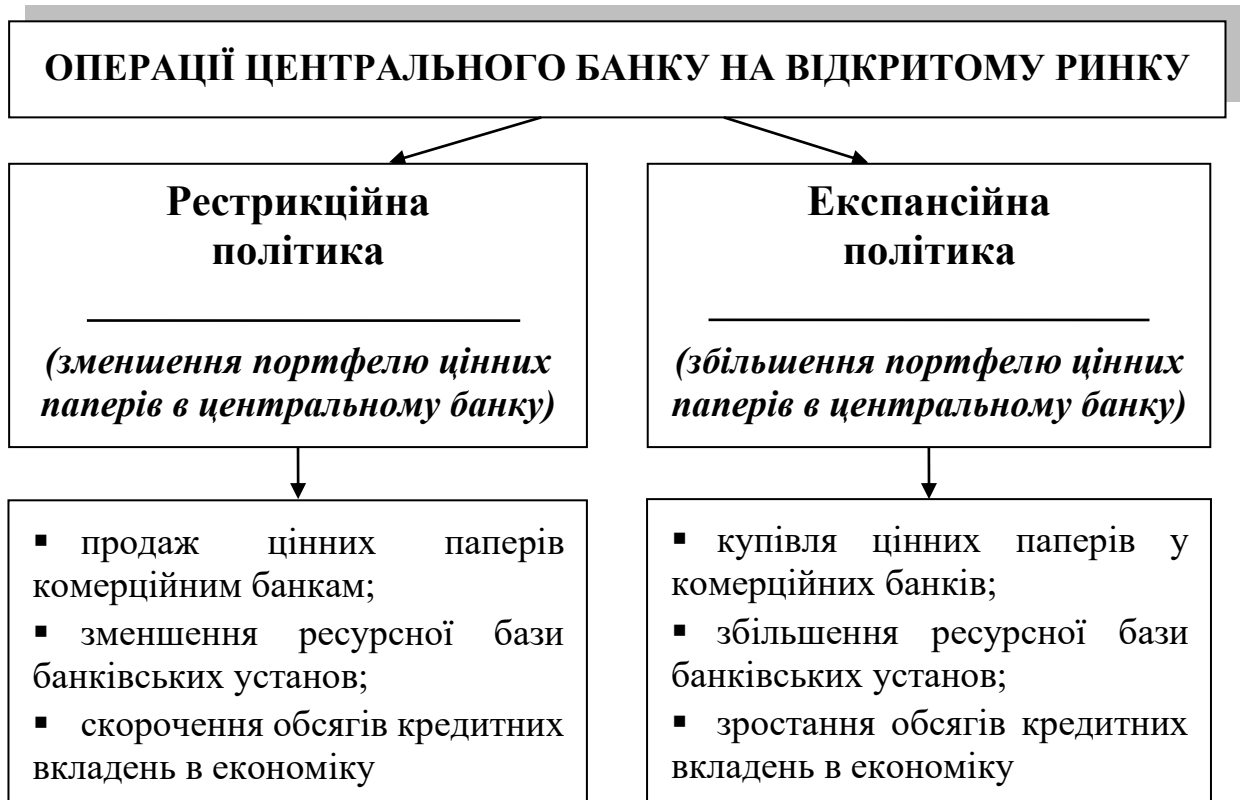 ОПЕРАЦІЇ ЦЕНТРАЛЬНОГО БАНКУ НА ВІДКРИТОМУ РИНКУ
Рестрикційна
політика
(зменшення портфелю цінних
паперів в центральному банку)
▪ продаж цінних паперів
комерційним банкам;
▪ зменшення ресурсної бази
банківських установ;
▪ скорочення обсягів кредитних
вкладень в економіку
Експансійна
політика
(збільшення портфелю цінних
паперів в центральному банку)
▪ купівля цінних паперів у
комерційних банків;
▪ збільшення ресурсної бази
банківських установ;
▪ зростання обсягів кредитних
вкладень в економіку